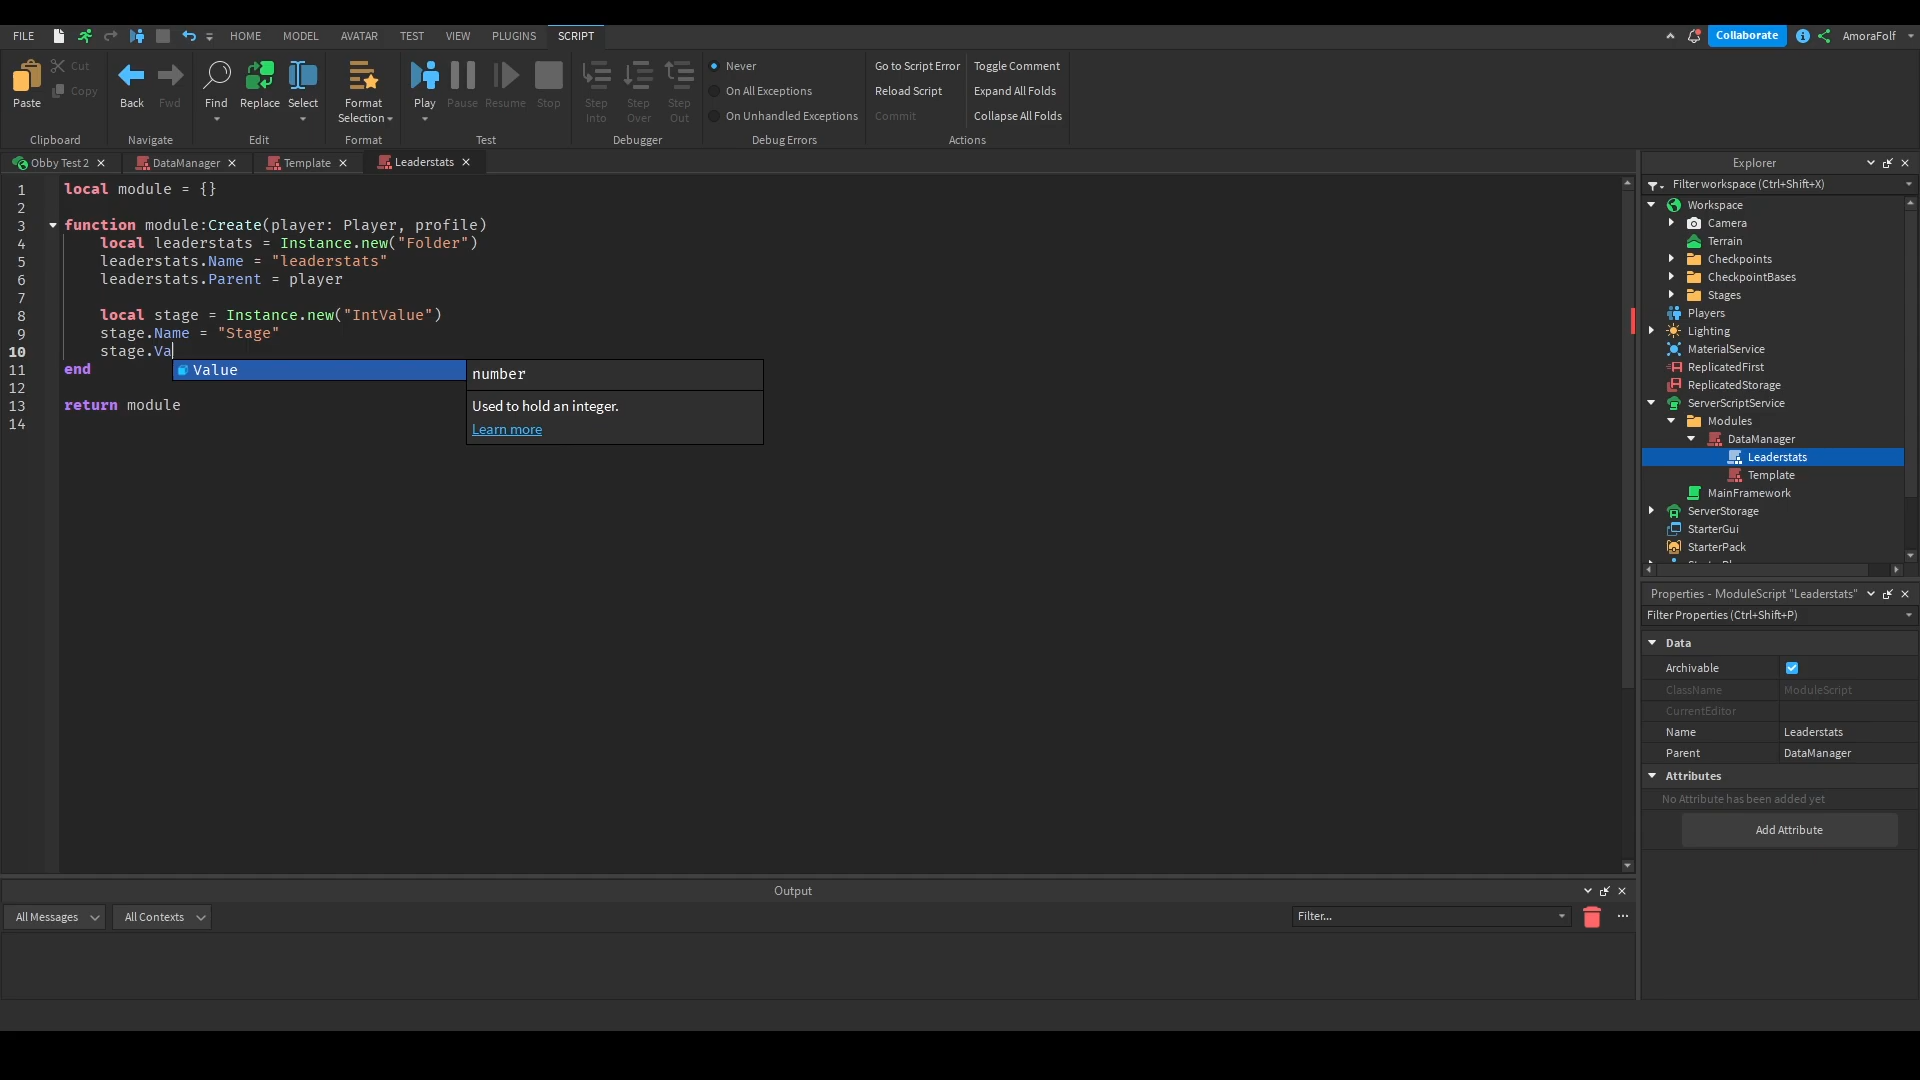 FILE HOME MODEL AVATAR TEST VIEW PLUGINS SCRIPT Collaborate AmoraFolf
Paste Cut Copy Back Fwd Find Replace Select Format Selection Play Pause Resume Stop Step Into Step Over Step Out
Never
On All Exceptions
On Unhandled Exceptions
Go to Script Error
Reload Script
Commit
Toggle Comment
Expand All Folds
Collapse All Folds
Clipboard Navigate Edit Format Test Debugger Debug Errors Actions
Obby Test 2 DataManager Template Leaderstats
1 local module = {}
2
3 function module:Create(player: Player, profile)
4 local leaderstats = Instance.new("Folder")
5 leaderstats.Name = "leaderstats"
6 leaderstats.Parent = player
7
8 local stage = Instance.new("IntValue")
9 stage.Name = "Stage"
10 stage.Va
11 end
12
13 return module
14
Value
number
Used to hold an integer.
Learn more
Explorer
Filter workspace (Ctrl+Shift+X)
Workspace
Camera
Terrain
Checkpoints
CheckpointBases
Stages
Players
Lighting
MaterialService
ReplicatedFirst
ReplicatedStorage
ServerScriptService
Modules
DataManager
Leaderstats
Template
MainFramework
ServerStorage
StarterGui
StarterPack
Properties - ModuleScript "Leaderstats"
Filter Properties (Ctrl+Shift+P)
Data
Archivable
ClassName ModuleScript
CurrentEditor
Name Leaderstats
Parent DataManager
Attributes
No Attribute has been added yet
Add Attribute
Output
All Messages All Contexts Filter...